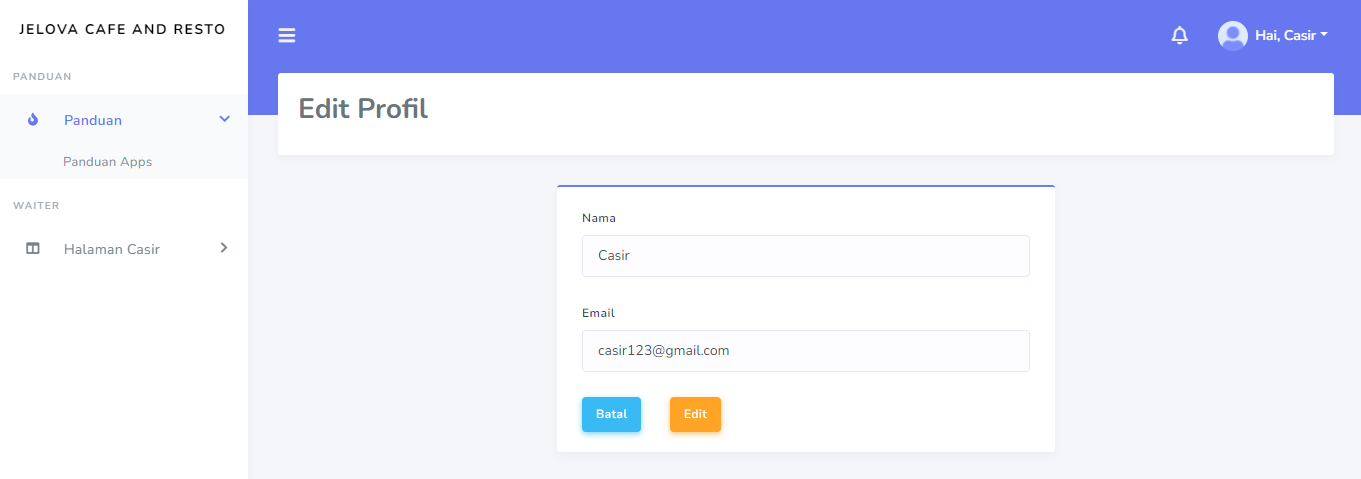 JELOVA CAFE AND RESTO
PANDUAN
Panduan
Panduan Apps
WAITER
Halaman Casir
Hai, Casir
Edit Profil
Nama
Casir
Email
casir123@gmail.com
Batal
Edit